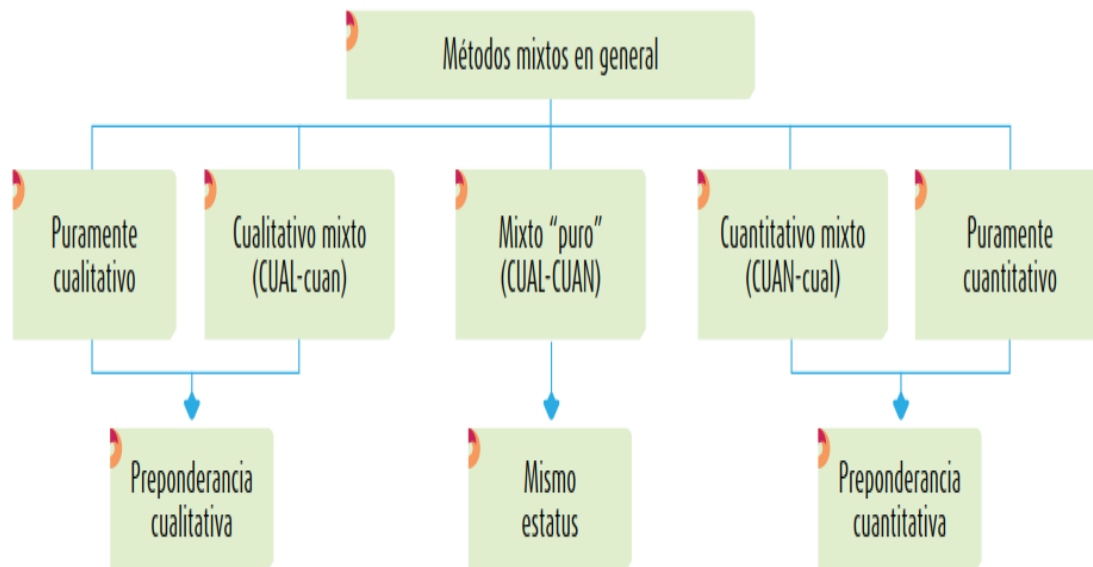 Métodos mixtos en general
Puramente
cualitativo
Cualitativo mixto
(CUAL-cuan)
Mixto “puro”
(CUAL-CUAN)
Cuantitativo mixto
(CUAN-cual)
Puramente
cuantitativo
Preponderancia
cualitativa
Mismo
estatus
Preponderancia
cuantitativa